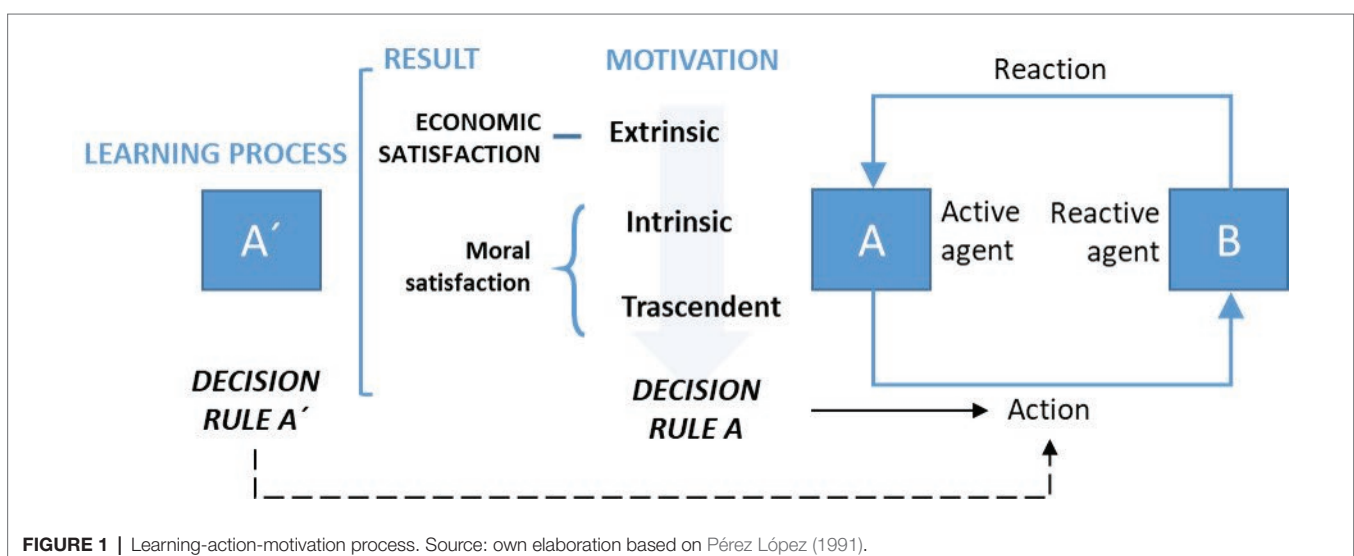 RESULT
MOTIVATION
Reaction
ECONOMIC
SATISFACTION
Extrinsic
LEARNING PROCESS
A´
Moral
satisfaction
Intrinsic
Trascendent
A
Active
agent
Reactive
agent
B
DECISION
RULE A´
DECISION
RULE A
Action
FIGURE 1 | Learning-action-motivation process. Source: own elaboration based on Pérez López (1991).